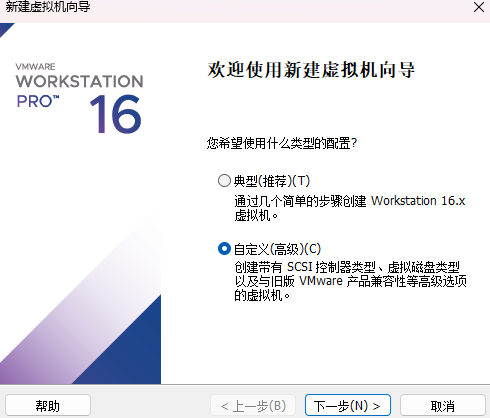 新建虚拟机向导
VMWARE
WORKSTATION
PRO™ 16
欢迎使用新建虚拟机向导
您希望使用什么类型的配置?
典型(推荐)(T)
通过几个简单的步骤创建 Workstation 16.x
虚拟机。
自定义(高级)(C)
创建带有 SCSI 控制器类型、虚拟磁盘类型
以及与旧版 VMware 产品兼容性等高级选项
的虚拟机。
帮助
< 上一步(B)
下一步(N) >
取消